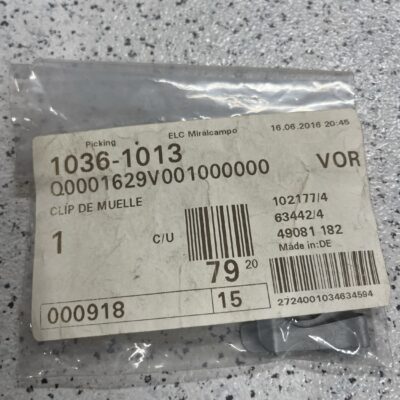 Picking ELC Miralcampo 16.06.2016 20:45
1036-1013
Q0001629V001000000 VOR
CLIP DE MUELLE 102177/4
63442/4
1 C/U 49081 182
79 20 Made in:DE
000918 15
2724001034634594